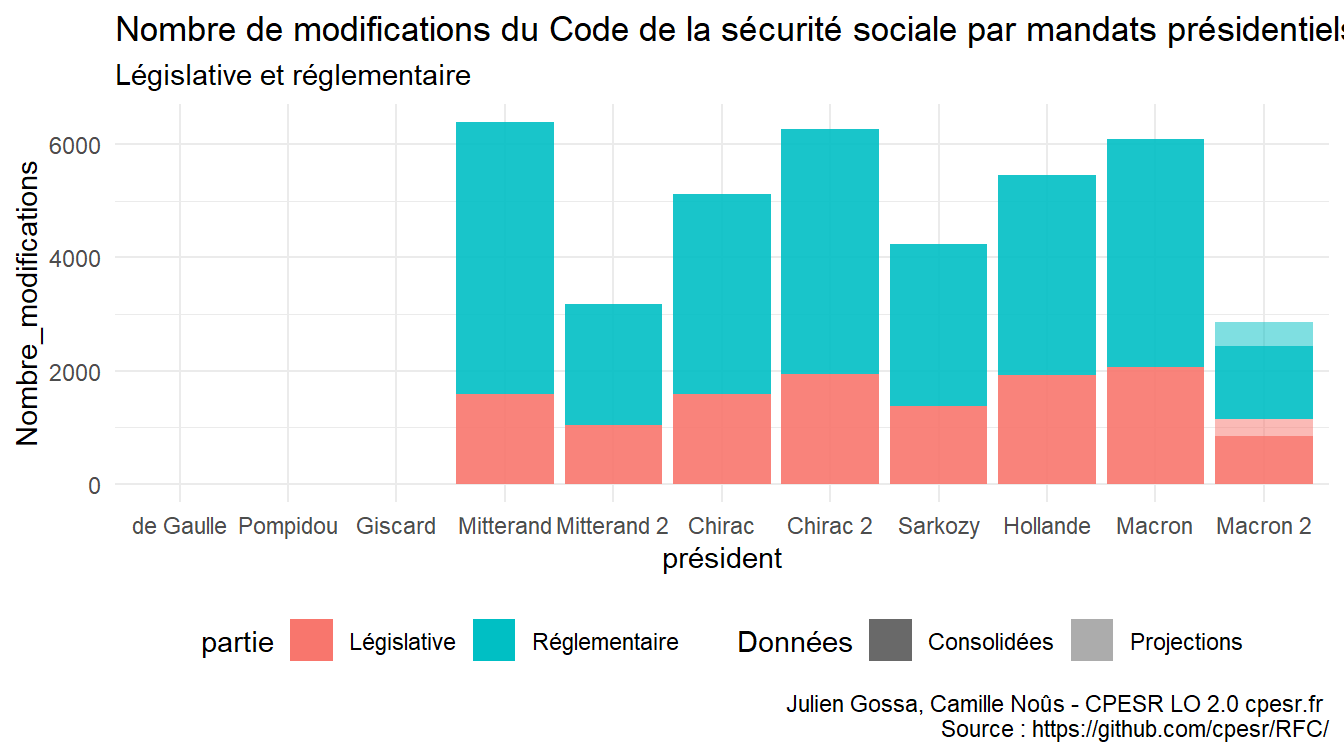 Nombre de modifications du Code de la sécurité sociale par mandats présidentiels
Législative et réglementaire
Nombre_modifications
6000
4000
2000
0
de Gaulle Pompidou Giscard Mitterand Mitterand 2 Chirac Chirac 2 Sarkozy Hollande Macron Macron 2
président
partie Législative Réglementaire Données Consolidées Projections
Julien Gossa, Camille Noûs - CPESR LO 2.0 cpesr.fr
Source : https://github.com/cpesr/RFC/